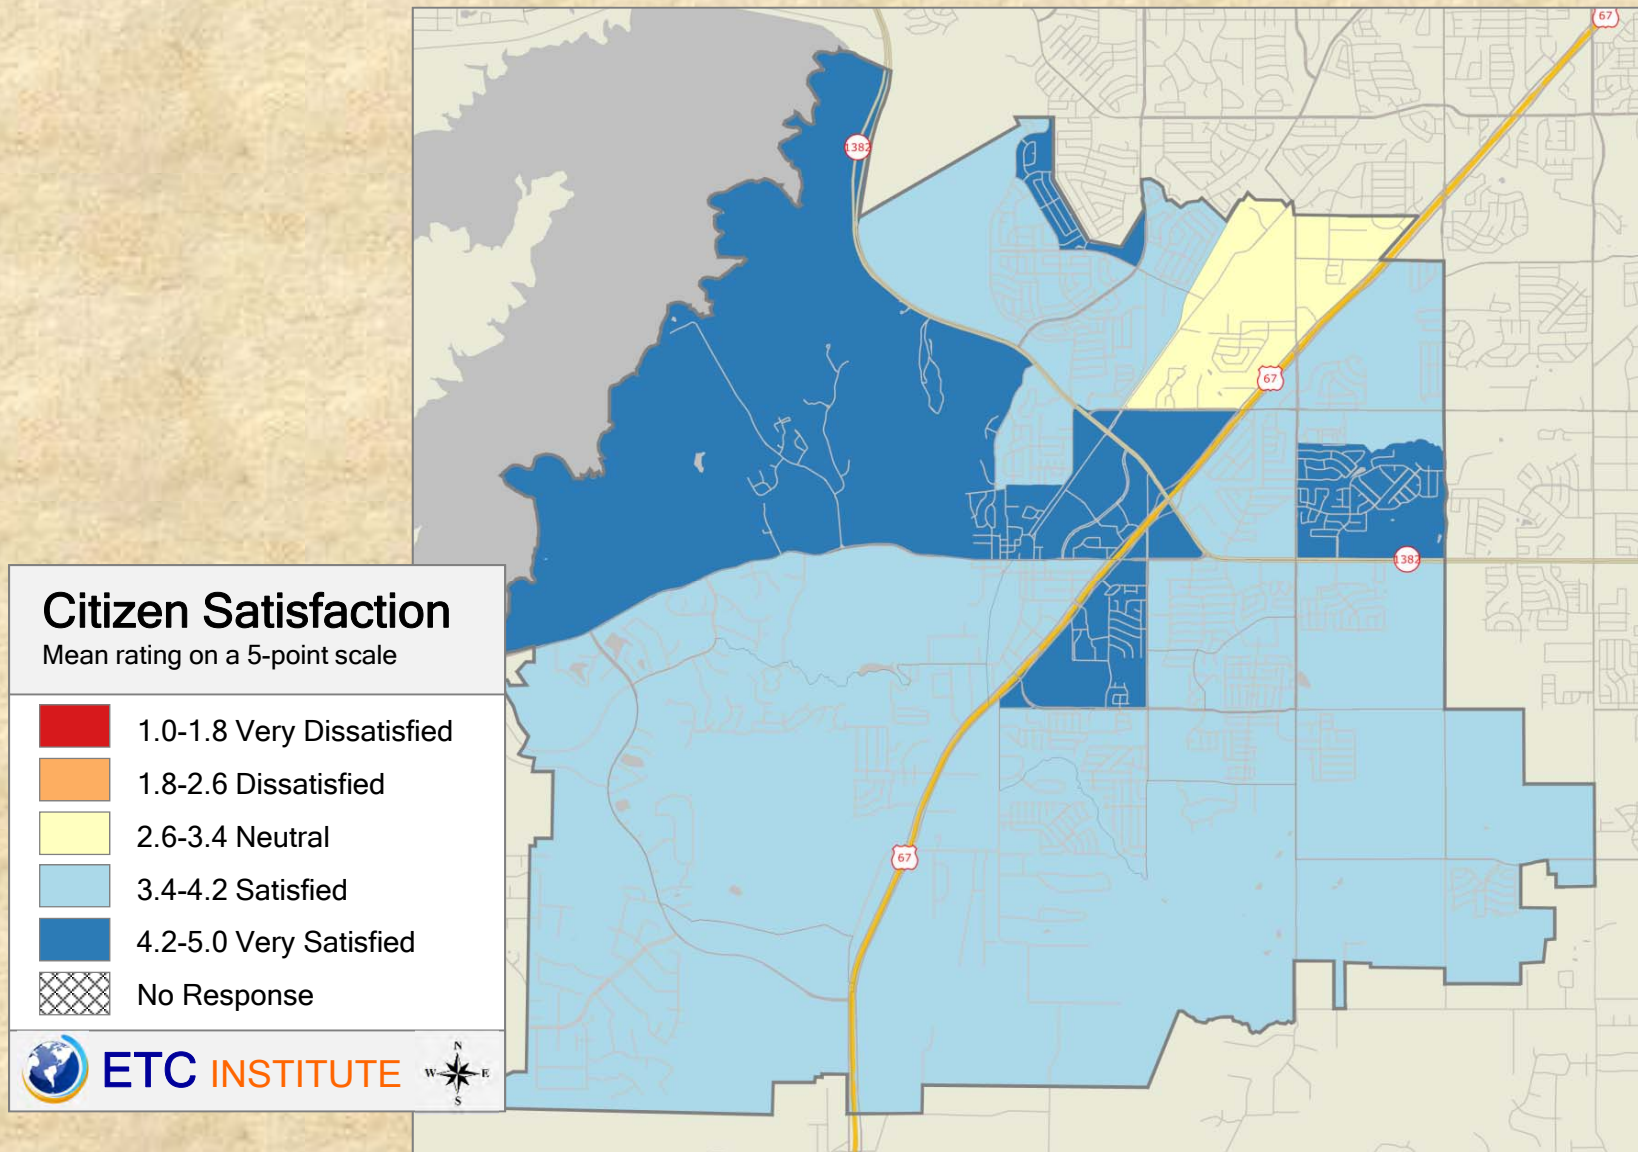 67
1382
67
1382
67
Citizen Satisfaction
Mean rating on a 5-point scale
1.0-1.8 Very Dissatisfied
1.8-2.6 Dissatisfied
2.6-3.4 Neutral
3.4-4.2 Satisfied
4.2-5.0 Very Satisfied
No Response
ETC INSTITUTE
N
W E
S